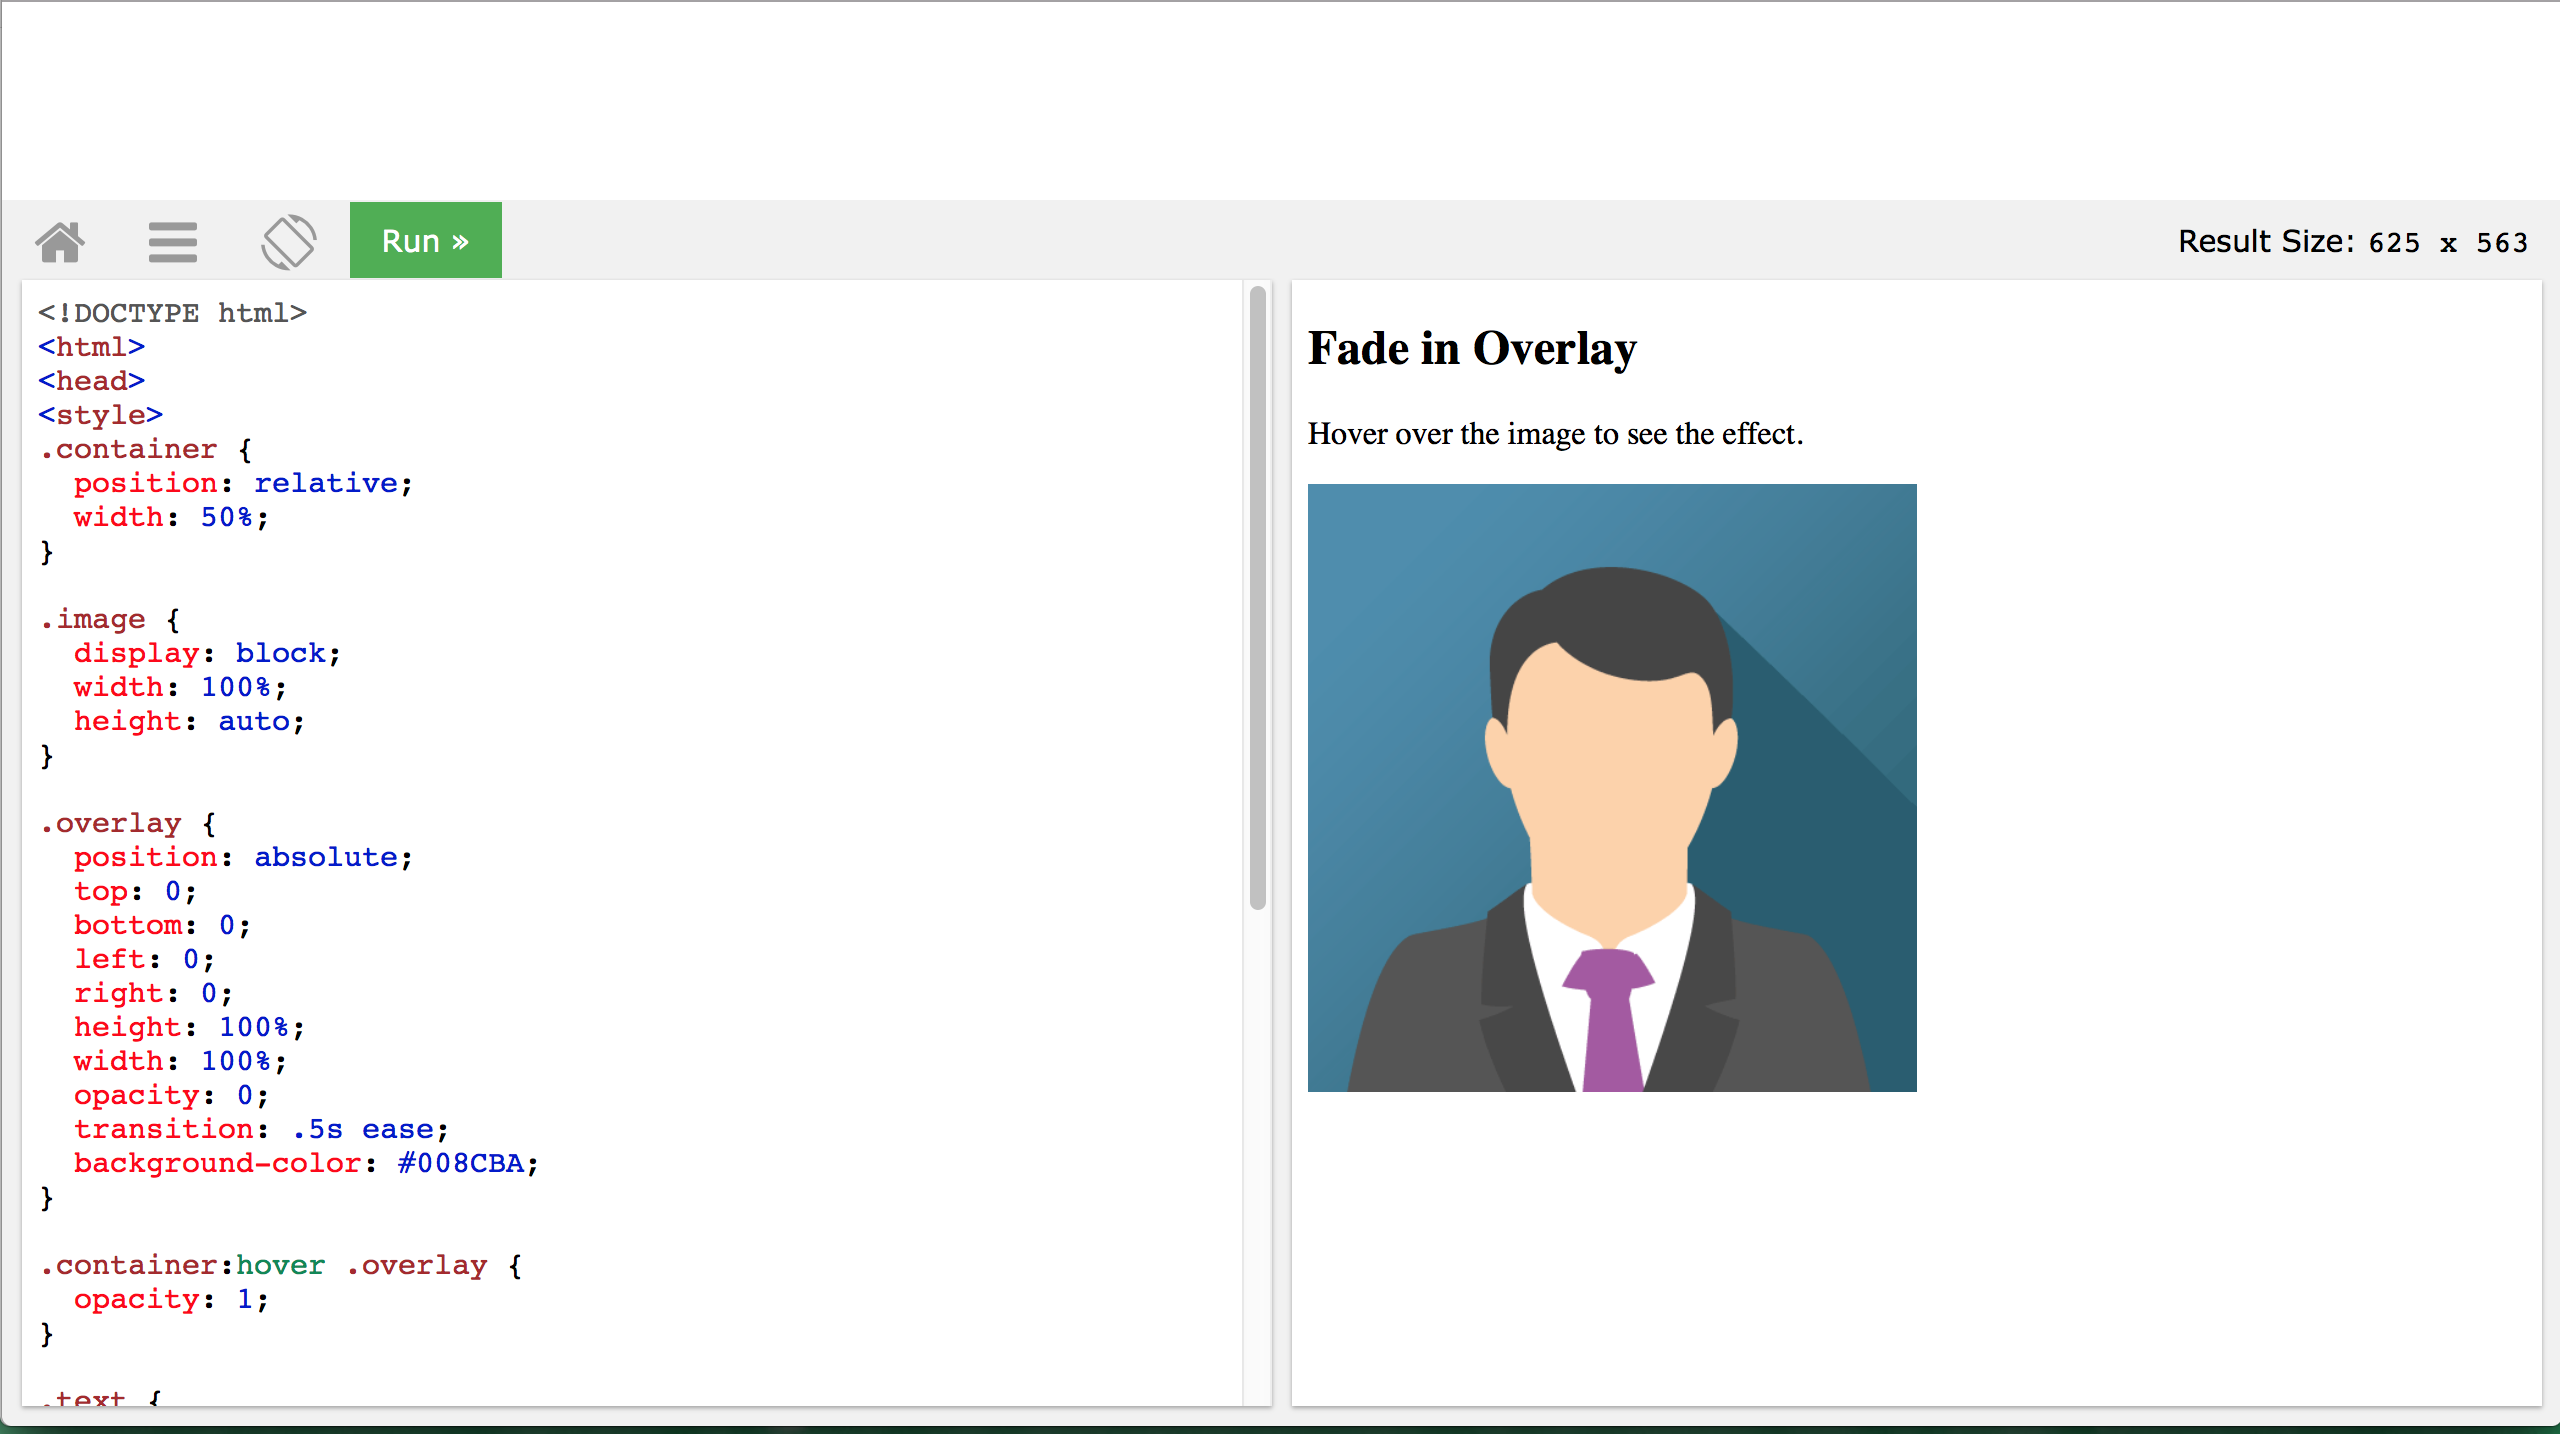 Run »
Result Size: 625 x 563
<!DOCTYPE html>
<html>
<head>
<style>
.container {
  position: relative;
  width: 50%;
}
.image {
  display: block;
  width: 100%;
  height: auto;
}
.overlay {
  position: absolute;
  top: 0;
  bottom: 0;
  left: 0;
  right: 0;
  height: 100%;
  width: 100%;
  opacity: 0;
  transition: .5s ease;
  background-color: #008CBA;
}
.container:hover .overlay {
  opacity: 1;
}
.text {
Fade in Overlay
Hover over the image to see the effect.